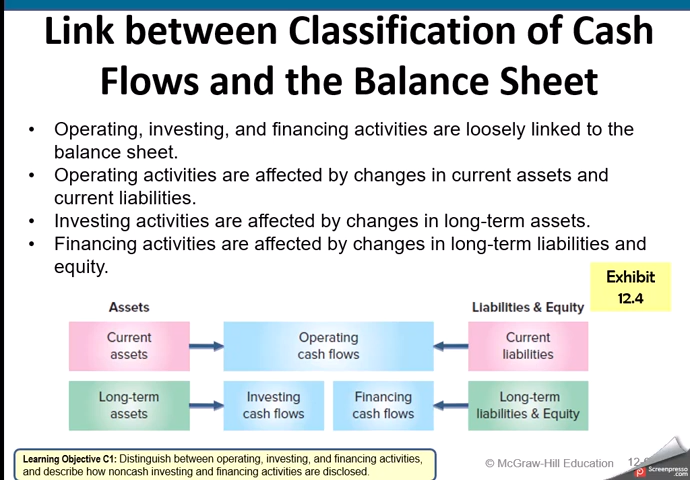 Link between Classification of Cash
Flows and the Balance Sheet
• Operating, investing, and financing activities are loosely linked to the
balance sheet.
• Operating activities are affected by changes in current assets and
current liabilities.
• Investing activities are affected by changes in long-term assets.
• Financing activities are affected by changes in long-term liabilities and
equity.
Exhibit
12.4
Assets
Liabilities & Equity
Current
assets
Operating
cash flows
Current
liabilities
Long-term
assets
Investing
cash flows
Financing
cash flows
Long-term
liabilities & Equity
Learning Objective C1: Distinguish between operating, investing, and financing activities,
and describe how noncash investing and financing activities are disclosed.
© McGraw-Hill Education
Screenpresso
.com